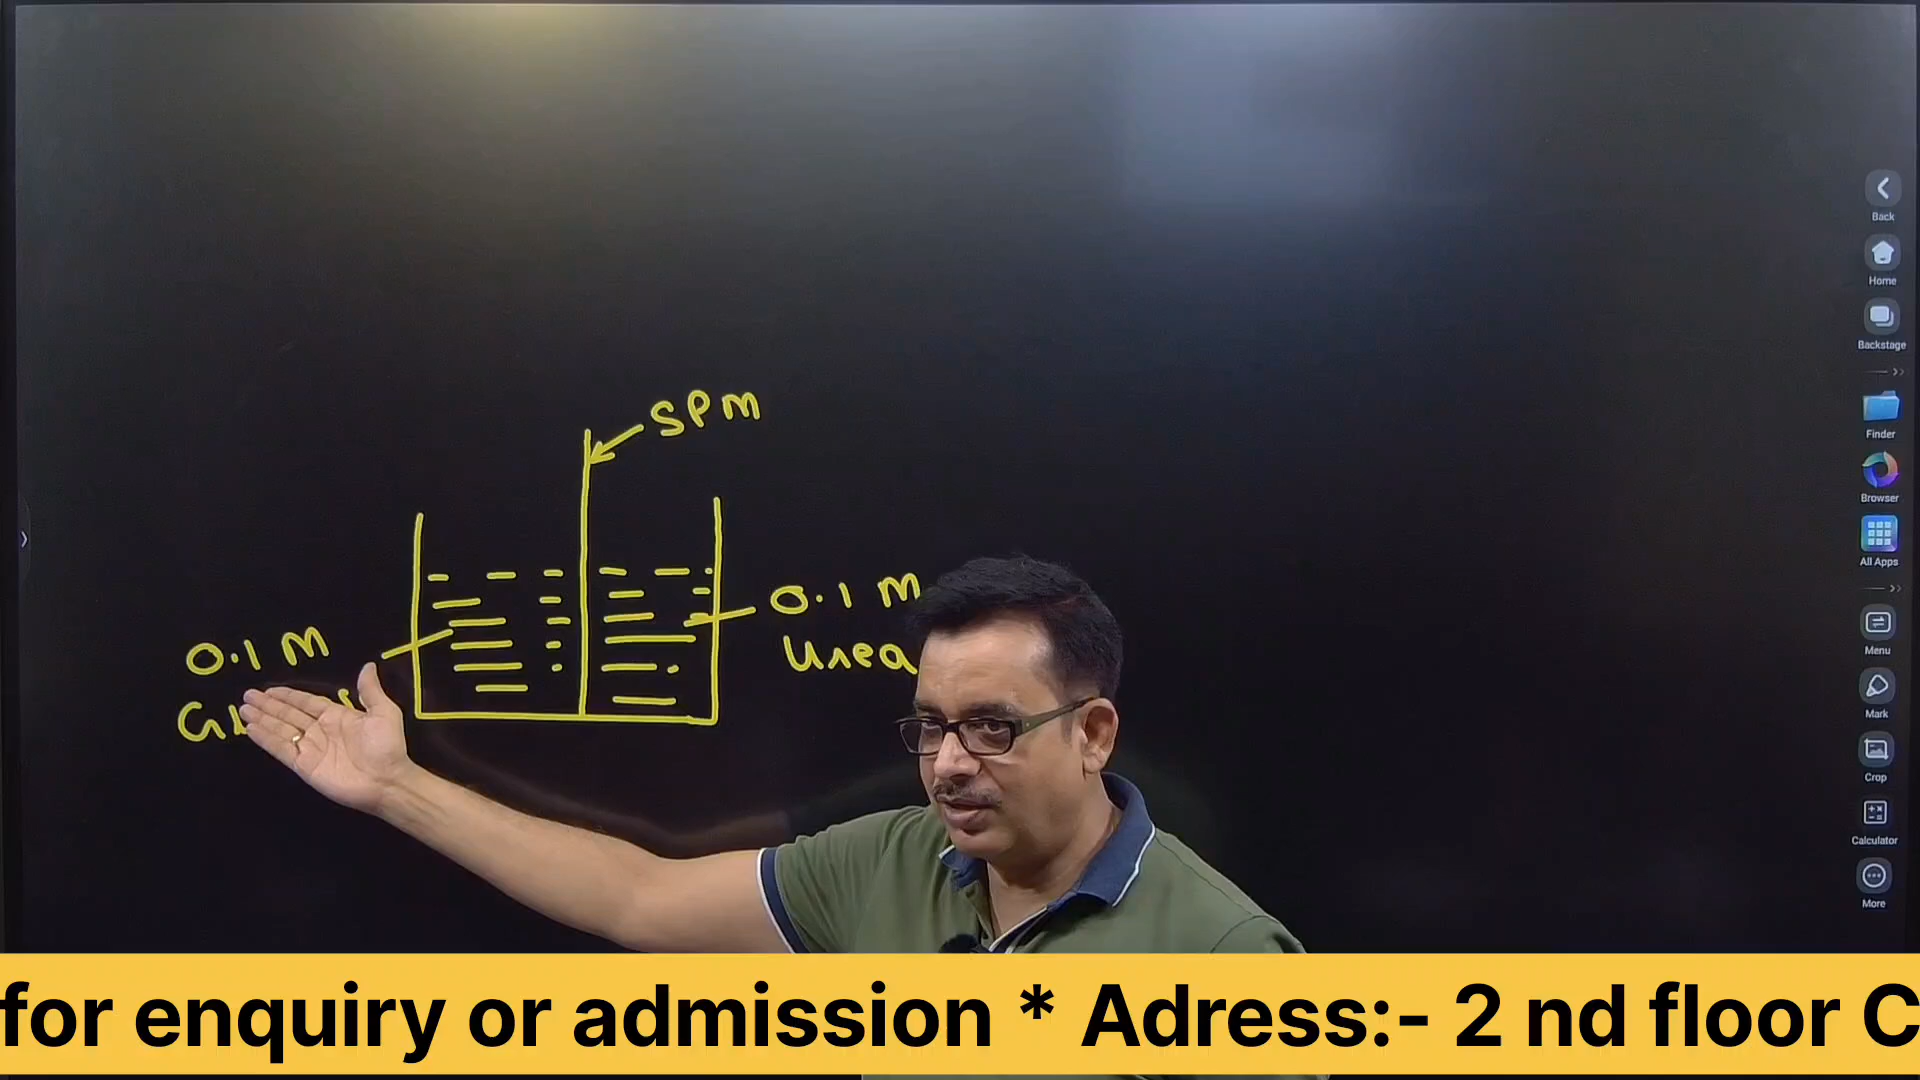 SPM
0.1 M
Urea
0.1 M
Back
Home
Backstage
Finder
Browser
All Apps
Menu
Mark
Crop
Calculator
More
for enquiry or admission * Adress:- 2 nd floor C